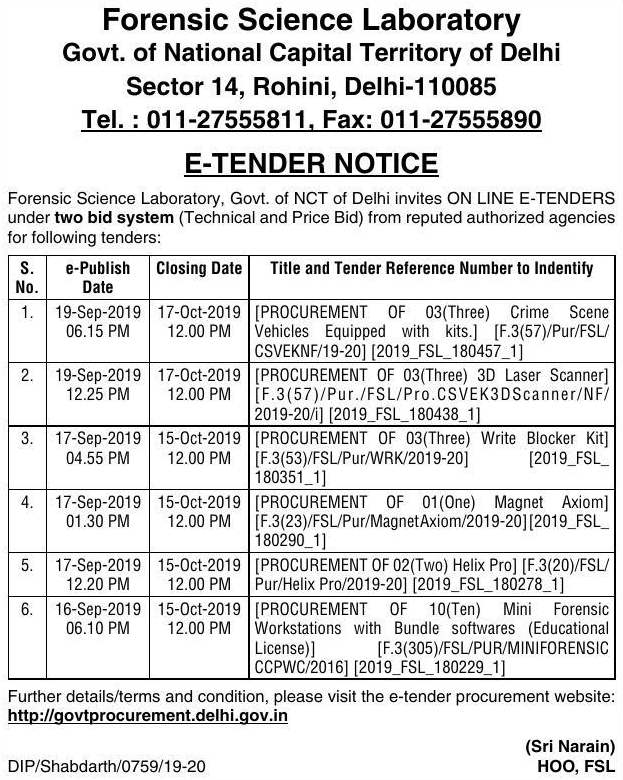 Forensic Science Laboratory
Govt. of National Capital Territory of Delhi
Sector 14, Rohini, Delhi-110085
Tel. : 011-27555811, Fax: 011-27555890
E-TENDER NOTICE
Forensic Science Laboratory, Govt. of NCT of Delhi invites ON LINE E-TENDERS
under two bid system (Technical and Price Bid) from reputed authorized agencies
for following tenders:
S. No. e-Publish Date Closing Date Title and Tender Reference Number to Indentify
1. 19-Sep-2019 17-Oct-2019 [PROCUREMENT OF 03(Three) Crime Scene
06.15 PM 12.00 PM Vehicles Equipped with kits.] [F.3(57)/Pur/FSL/
CSVEKNF/19-20] [2019_FSL_180457_1]
2. 19-Sep-2019 17-Oct-2019 [PROCUREMENT OF 03(Three) 3D Laser Scanner]
12.25 PM 12.00 PM [F.3(57)/Pur./FSL/Pro.CSVEK3DScanner/NF/
2019-20/i] [2019_FSL_180438_1]
3. 17-Sep-2019 15-Oct-2019 [PROCUREMENT OF 03(Three) Write Blocker Kit]
04.55 PM 12.00 PM [F.3(53)/FSL/Pur/WRK/2019-20] [2019_FSL_
180351_1]
4. 17-Sep-2019 15-Oct-2019 [PROCUREMENT OF 01(One) Magnet Axiom]
01.30 PM 12.00 PM [F.3(23)/FSL/Pur/MagnetAxiom/2019-20][2019_FSL_
180290_1]
5. 17-Sep-2019 15-Oct-2019 [PROCUREMENT OF 02(Two) Helix Pro] [F.3(20)/FSL/
12.20 PM 12.00 PM Pur/Helix Pro/2019-20] [2019_FSL_180278_1]
6. 16-Sep-2019 15-Oct-2019 [PROCUREMENT OF 10(Ten) Mini Forensic
06.10 PM 12.00 PM Workstations with Bundle softwares (Educational
License)] [F.3(305)/FSL/PUR/MINIFORENSIC
CCPWC/2016] [2019_FSL_180229_1]
Further details/terms and condition, please visit the e-tender procurement website:
http://govtprocurement.delhi.gov.in
(Sri Narain)
DIP/Shabdarth/0759/19-20 HOO, FSL